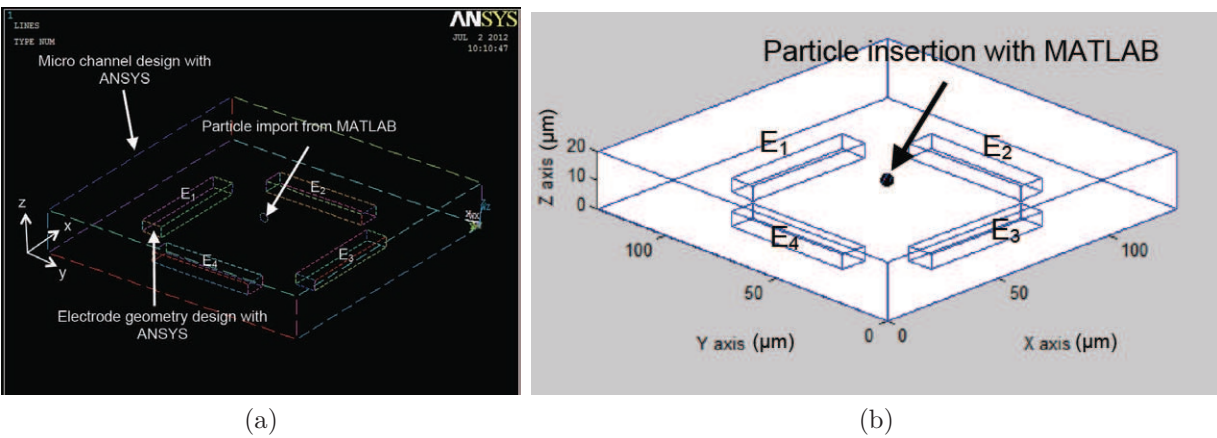 1
LINES
TYPE NUM
ANSYS
JUL 2 2012
10:10:47
Micro channel design with
ANSYS
Particle import from MATLAB
E1
E2
E3
E4
z
x
y
Electrode geometry design with
ANSYS
(a)
Particle insertion with MATLAB
E1
E2
E3
E4
Z axis (µm)
20
10
0
100
50
0
Y axis (µm)
0
50
100
X axis (µm)
(b)